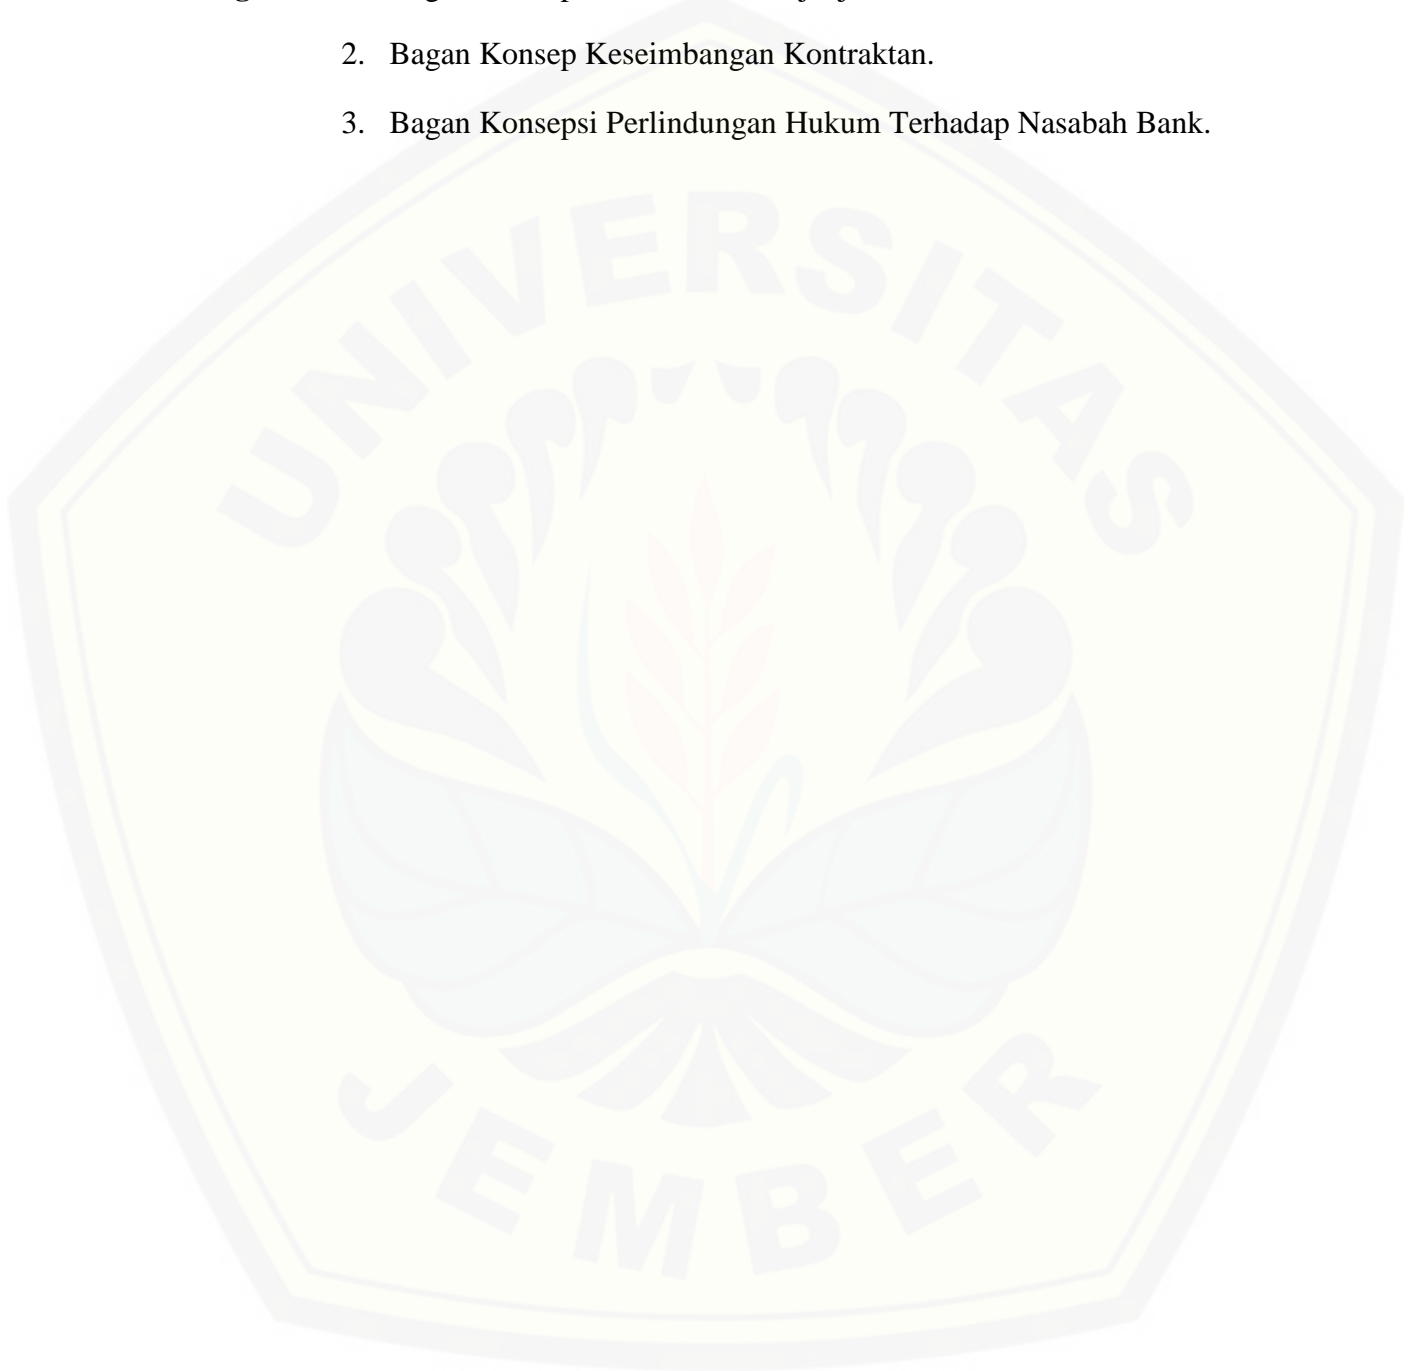 2. Bagan Konsep Keseimbangan Kontraktan.
3. Bagan Konsepsi Perlindungan Hukum Terhadap Nasabah Bank.
UNIVERSITAS
JEMBER